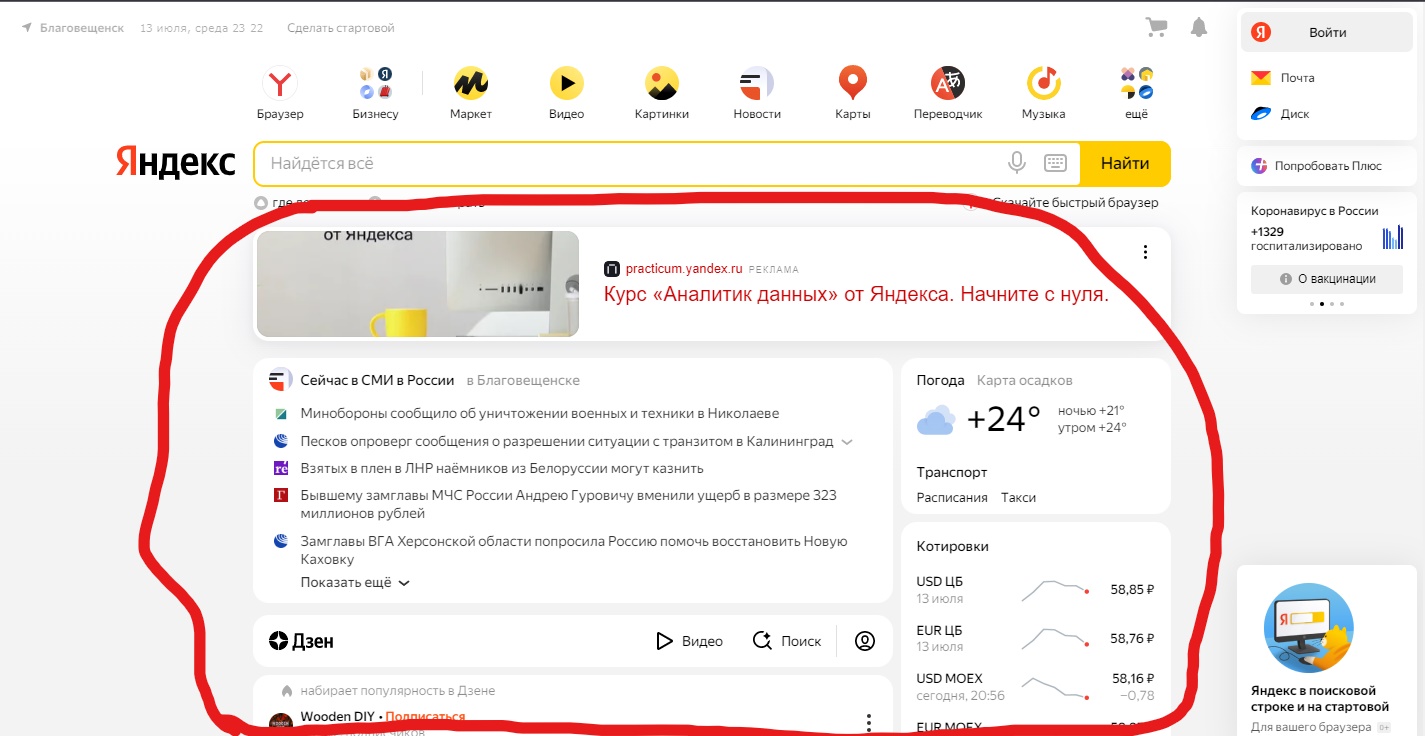 Благовещенск 13 июля, среда 23 22 Сделать стартовой
Войти
Почта
Диск
Браузер Бизнесу Маркет Видео Картинки Новости Карты Переводчик Музыка ещё
Яндекс
Найдётся всё
Найти
Попробовать Плюс
где
Скачайте быстрый браузер
Коронавирус в России
+1329
госпитализировано
О вакцинации
от Яндекса
practicum.yandex.ru РЕКЛАМА
Курс «Аналитик данных» от Яндекса. Начните с нуля.
Сейчас в СМИ в России в Благовещенске
Минобороны сообщило об уничтожении военных и техники в Николаеве
Песков опроверг сообщения о разрешении ситуации с транзитом в Калининград
Взятых в плен в ЛНР наёмников из Белоруссии могут казнить
Бывшему замглавы МЧС России Андрею Гуровичу вменили ущерб в размере 323
миллионов рублей
Замглавы ВГА Херсонской области попросила Россию помочь восстановить Новую
Каховку
Показать ещё
Погода Карта осадков
+24° ночью +21°
утром +24°
Транспорт
Расписания Такси
Котировки
USD ЦБ 58,85 ₽
13 июля
EUR ЦБ 58,76 ₽
13 июля
USD MOEX 58,16 ₽
сегодня, 20:56 −0,78
EUR MOEX
Дзен Видео Поиск
набирает популярность в Дзене
Wooden DIY • Подписаться
Яндекс в поисковой
строке и на стартовой
Для вашего браузера 0+